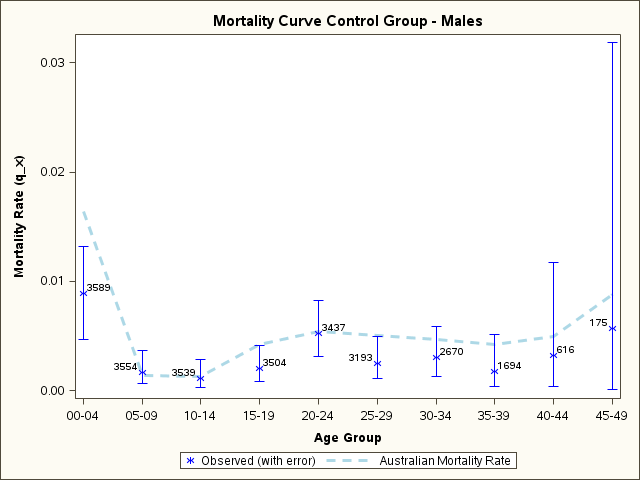 Mortality Curve Control Group - Males
Mortality Rate (q_x)
0.03
0.02
0.01
0.00
3589
3554
3539
3504
3437
3193
2670
1694
616
175
00-04 05-09 10-14 15-19 20-24 25-29 30-34 35-39 40-44 45-49
Age Group
Observed (with error) Australian Mortality Rate